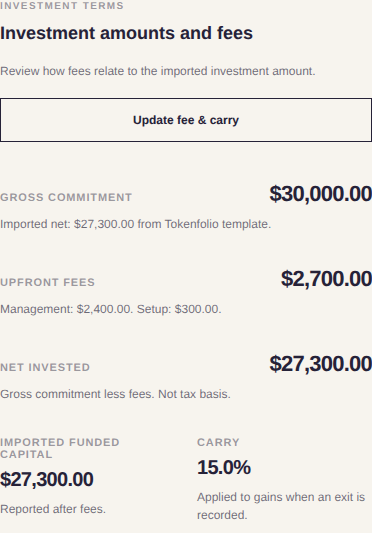 INVESTMENT TERMS
Investment amounts and fees
Review how fees relate to the imported investment amount.
Update fee & carry
GROSS COMMITMENT $30,000.00
Imported net: $27,300.00 from Tokenfolio template.
UPFRONT FEES $2,700.00
Management: $2,400.00. Setup: $300.00.
NET INVESTED $27,300.00
Gross commitment less fees. Not tax basis.
IMPORTED FUNDED
CAPITAL
$27,300.00
Reported after fees.
CARRY
15.0%
Applied to gains when an exit is
recorded.